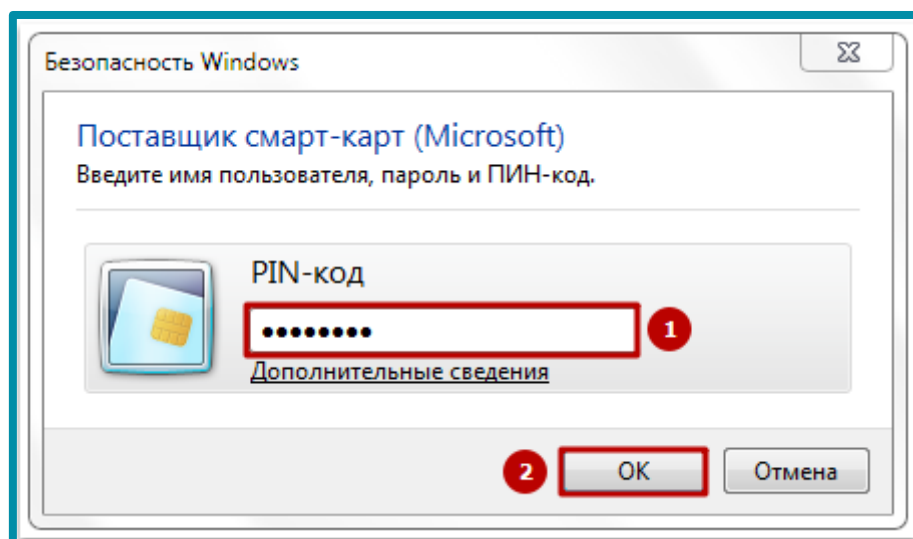 Безопасность Windows
Поставщик смарт-карт (Microsoft)
Введите имя пользователя, пароль и ПИН-код.
PIN-код
●●●●●●●● 1
Дополнительные сведения
2 ОК Отмена